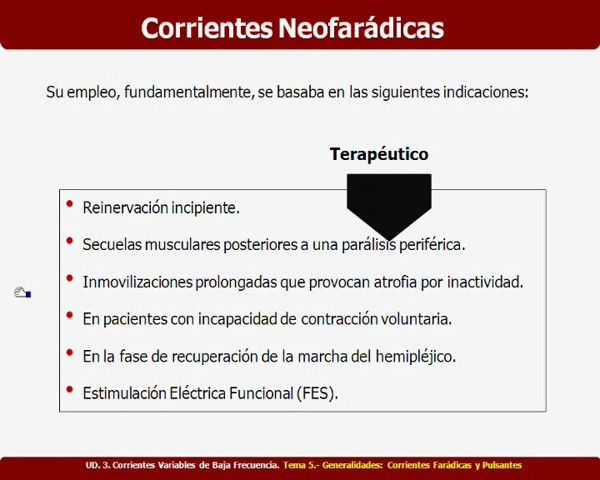 Corrientes Neofarádicas
Su empleo, fundamentalmente, se basaba en las siguientes indicaciones:
Terapéutico
Reinervación incipiente.
Secuelas musculares posteriores a una parálisis periférica.
Inmovilizaciones prolongadas que provocan atrofia por inactividad.
En pacientes con incapacidad de contracción voluntaria.
En la fase de recuperación de la marcha del hemipléjico.
Estimulación Eléctrica Funcional (FES).
UD. 3. Corrientes Variables de Baja Frecuencia. Tema 5.- Generalidades: Corrientes Farádicas y Pulsantes